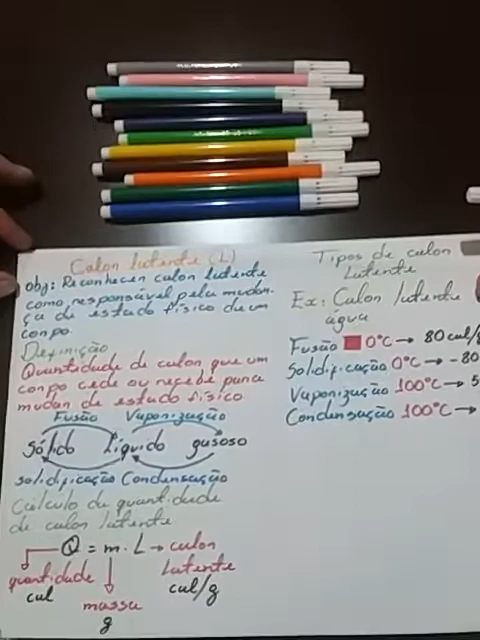 Calor latente (L)
obj: Reconhecer calor latente
como responsável pela mudan-
ça de estado físico de um
corpo.
Definição
Quantidade de calor que um
corpo cede ou recebe para
mudar de estado físico
Fusão Vaporização
Sólido Líquido gasoso
solidificação Condensação
Cálculo da quantidade
de calor latente
Q = m . L → calor
latente
cal/g
quantidade
cal
massa
g
Tipos de calor
latente
Ex: Calor latente
água
Fusão 0°C → 80cal/g
Solidificação 0°C → -80
Vaporização 100°C → 5
Condensação 100°C →